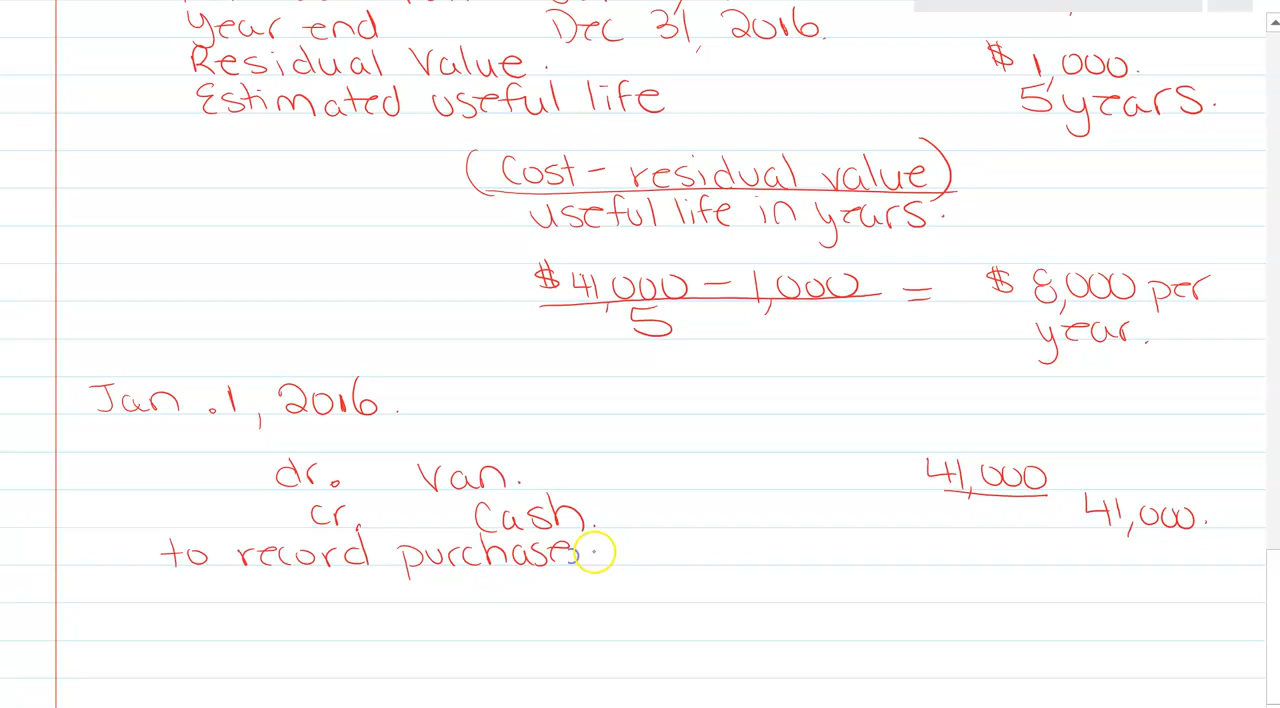 Year end Dec 31, 2016.
Residual Value. $1,000.
Estimated useful life 5 years.
(Cost - residual value)
useful life in years.
$41,000 - 1,000 = $8,000 per
5 year.
Jan. 1, 2016.
dr. Van. 41,000
cr. Cash. 41,000.
to record purchase